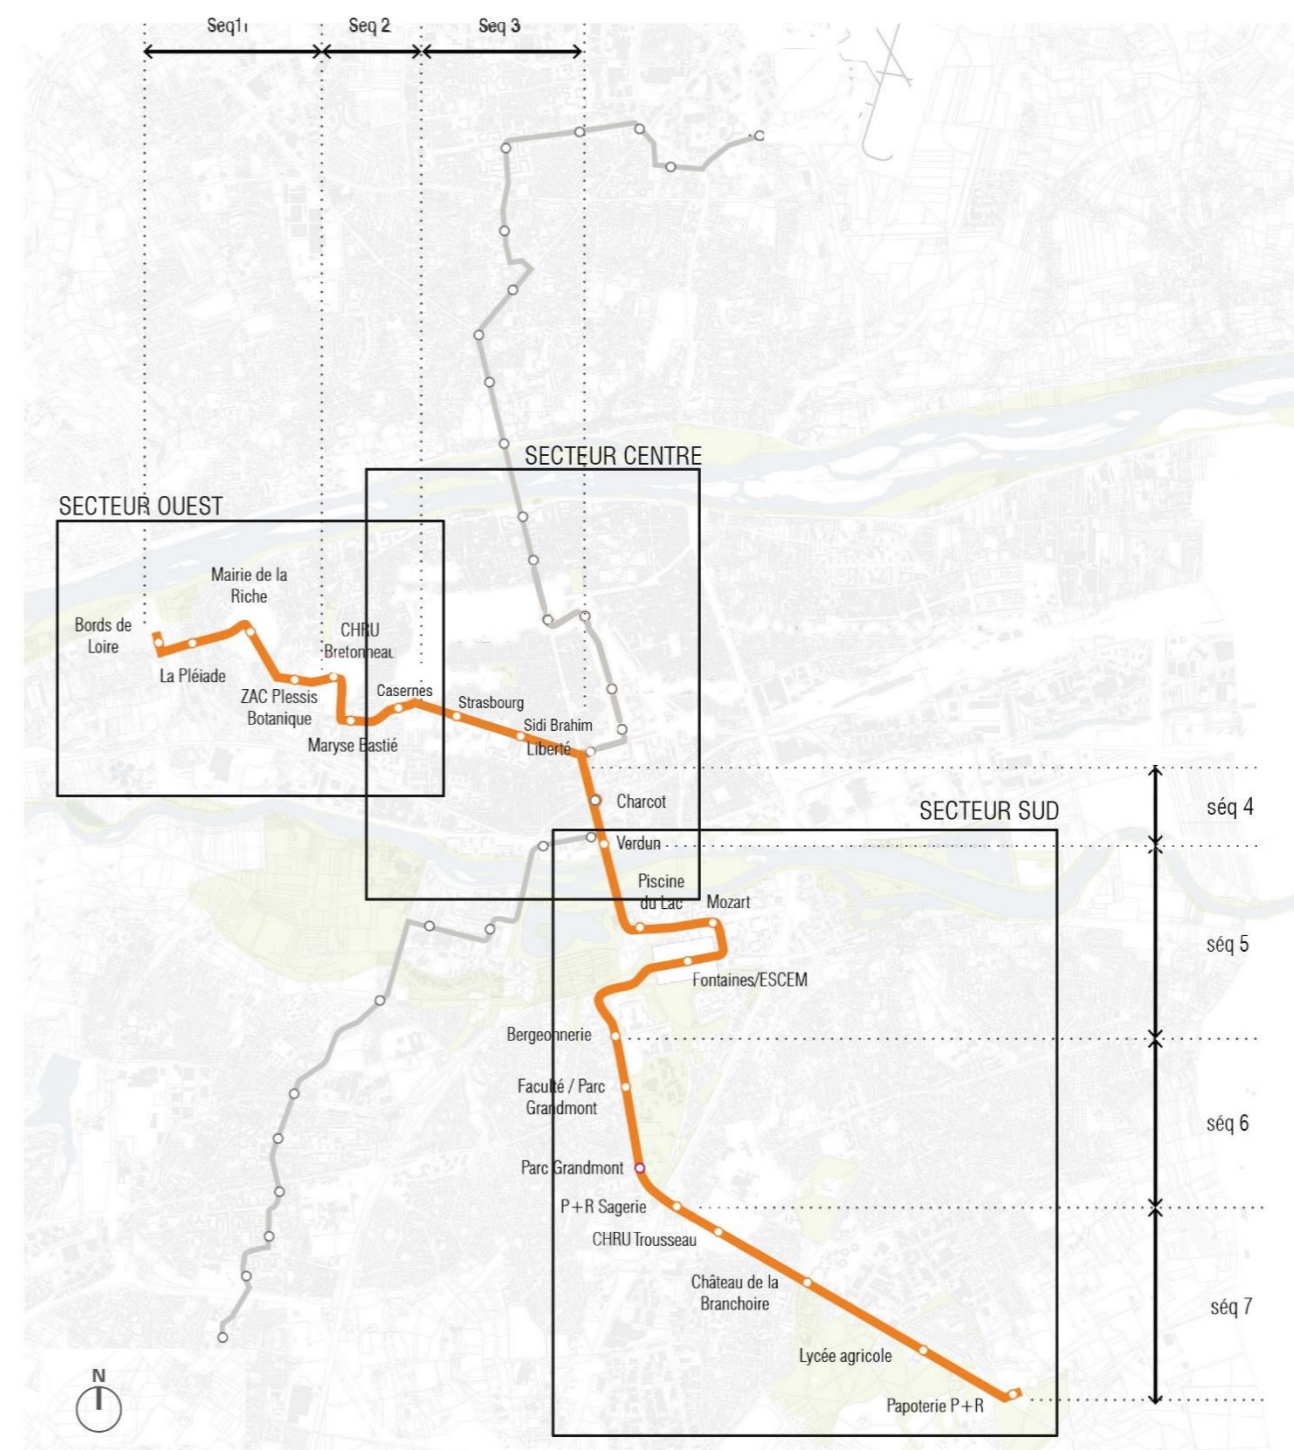 Seq1
Seq 2
Seq 3
SECTEUR CENTRE
SECTEUR OUEST
Mairie de la
Riche
Bords de
Loire
CHRU
Bretonneau
La Pléiade
ZAC Plessis
Botanique
Casernes
Strasbourg
Maryse Bastié
Sidi Brahim
Liberté
Charcot
SECTEUR SUD
séq 4
Verdun
Piscine
du Lac
Mozart
séq 5
Fontaines/ESCEM
Bergeonnerie
Faculté / Parc
Grandmont
séq 6
Parc Grandmont
P+R Sagerie
CHRU Trousseau
Château de la
Branchoire
séq 7
Lycée agricole
Papoterie P+R
N